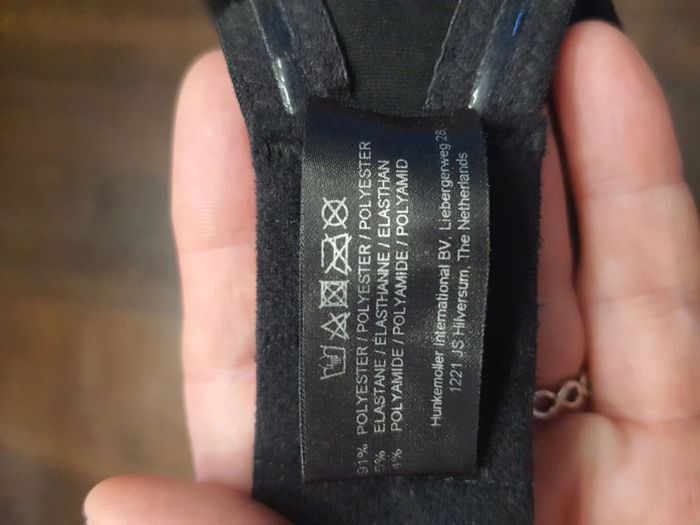 91% POLYESTER / POLYESTER / POLYESTER
5% ELASTANE / ÉLASTHANNE / ELASTHAN
4% POLYAMIDE / POLYAMIDE / POLYAMID
Hunkemoller International BV, Liebergerweg 28,
1221 JS Hilversum, The Netherlands